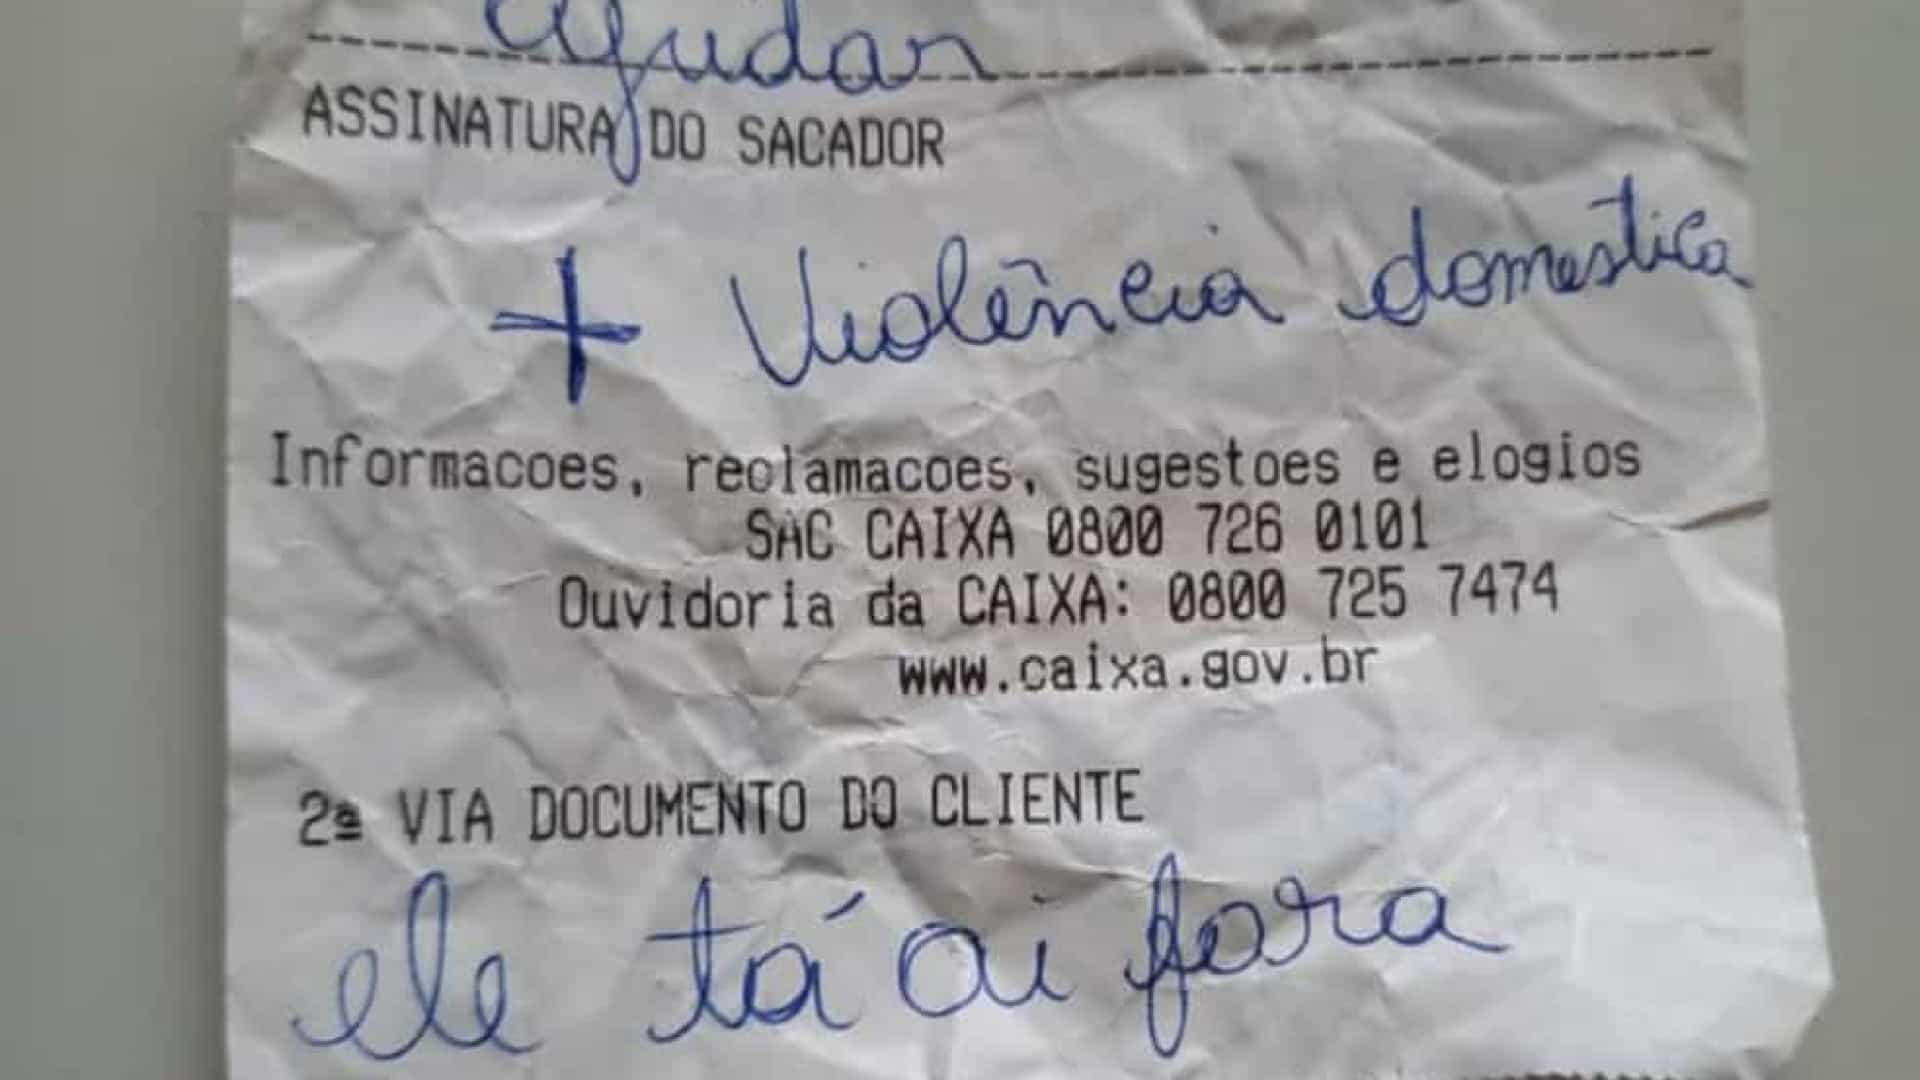 ajudar
ASSINATURA DO SACADOR
+ Violência domestica
Informacoes, reclamacoes, sugestoes e elogios
SAC CAIXA 0800 726 0101
Ouvidoria da CAIXA: 0800 725 7474
www.caixa.gov.br
2ª VIA DOCUMENTO DO CLIENTE
ele tá ai fora